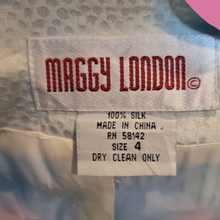 MAGGY LONDON©
100% SILK
MADE IN CHINA
RN 58142
SIZE 4
DRY CLEAN ONLY